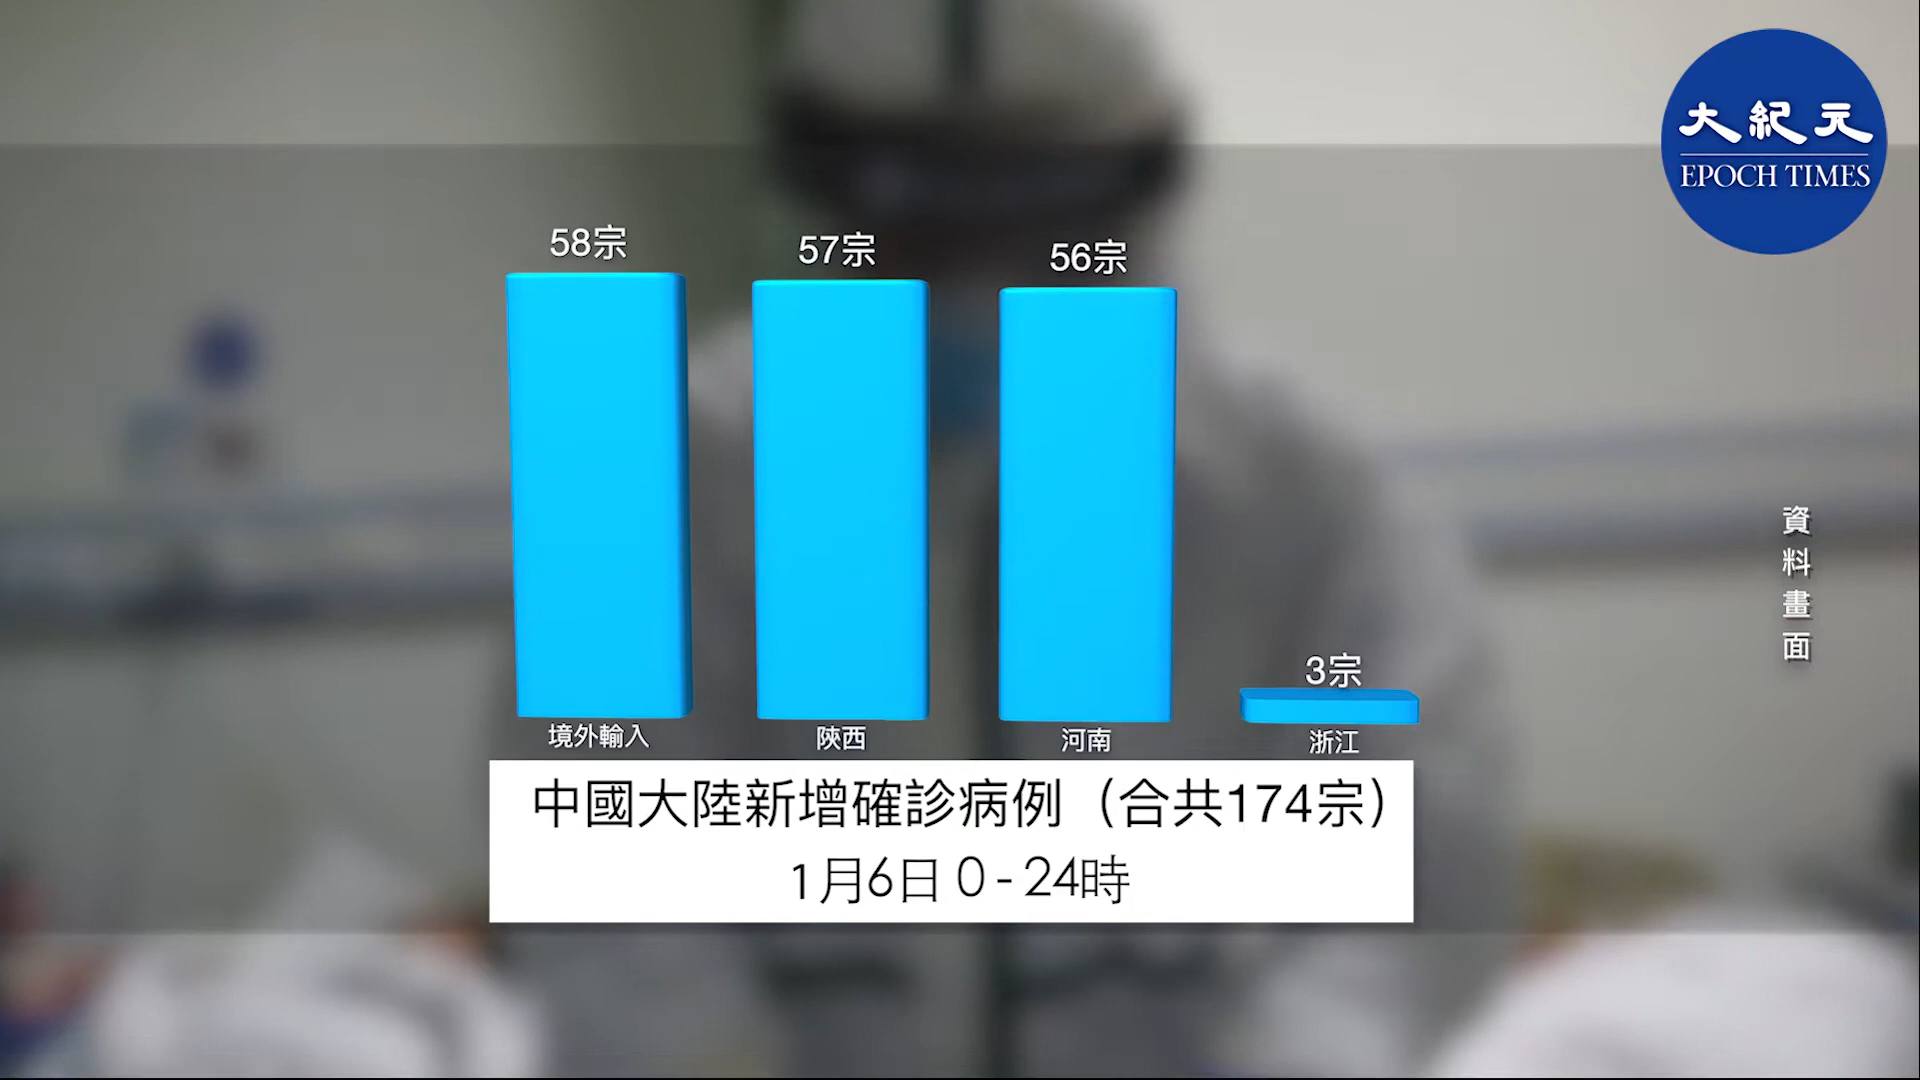 大紀元
EPOCH TIMES
58宗
57宗
56宗
3宗
境外輸入
陝西
河南
浙江
中國大陸新增確診病例（合共174宗）
1月6日 0-24時
資料畫面